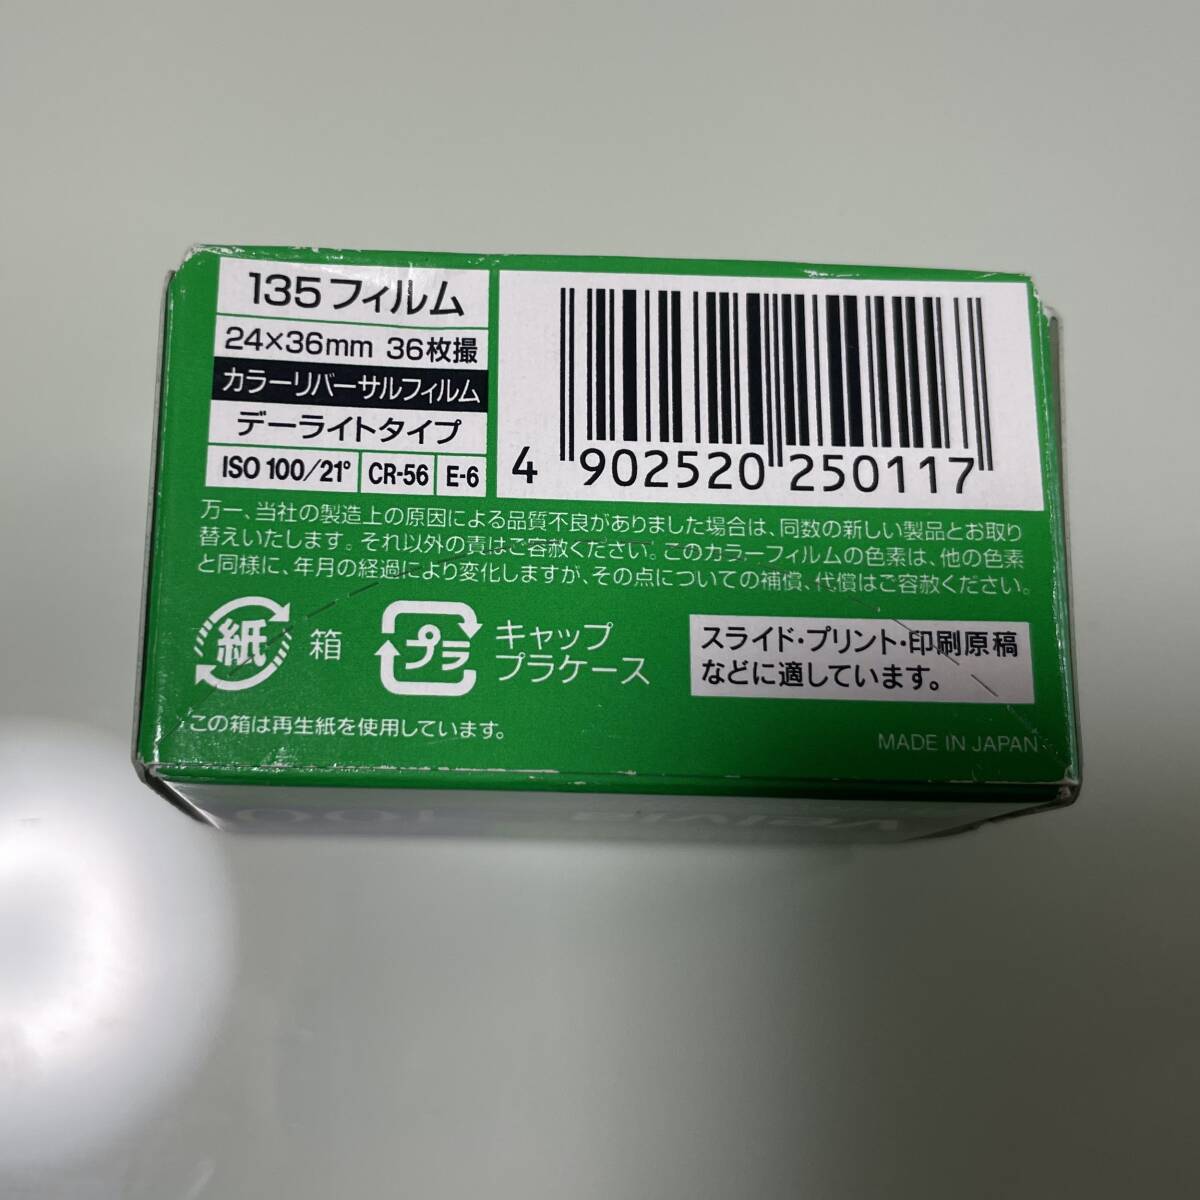 135フィルム
24×36mm 36枚撮
カラーリバーサルフィルム
デーライトタイプ
ISO 100/21° CR-56 E-6
4 902520 250117
万一、当社の製造上の原因による品質不良がありました場合は、同数の新しい製品とお取り
替えいたします。それ以外の責はご容赦ください。このカラーフィルムの色素は、他の色素
と同様に、年月の経過により変化しますが、その点についての補償、代償はご容赦ください。
紙 箱
プラ キャップ
プラケース
スライド・プリント・印刷原稿
などに適しています。
この箱は再生紙を使用しています。
MADE IN JAPAN
Velvia 100